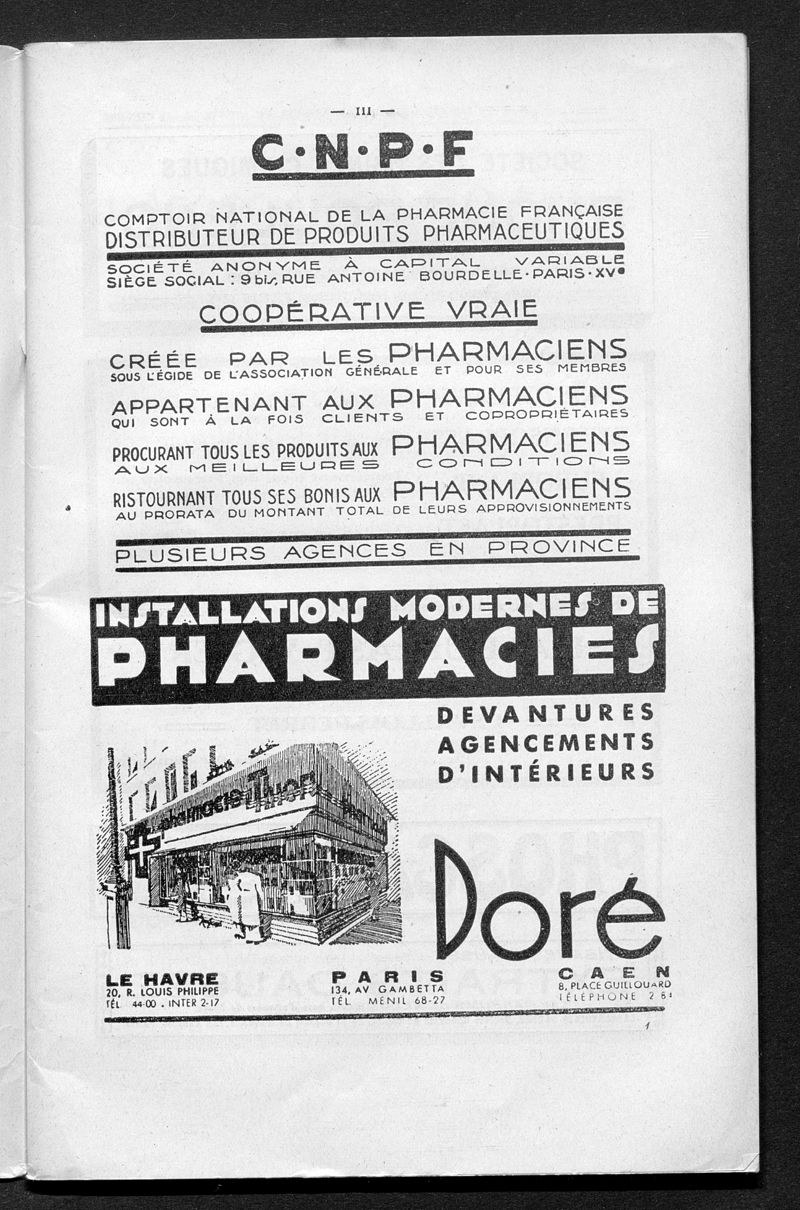 — III —
C·N·P·F
COMPTOIR NATIONAL DE LA PHARMACIE FRANÇAISE
DISTRIBUTEUR DE PRODUITS PHARMACEUTIQUES
SOCIÉTÉ ANONYME À CAPITAL VARIABLE
SIÈGE SOCIAL : 9 bis, RUE ANTOINE BOURDELLE · PARIS · XVe
COOPÉRATIVE VRAIE
CRÉÉE PAR LES PHARMACIENS
SOUS L'ÉGIDE DE L'ASSOCIATION GÉNÉRALE ET POUR SES MEMBRES
APPARTENANT AUX PHARMACIENS
QUI SONT À LA FOIS CLIENTS ET COPROPRIÉTAIRES
PROCURANT TOUS LES PRODUITS AUX PHARMACIENS
AUX MEILLEURES CONDITIONS
RISTOURNANT TOUS SES BONIS AUX PHARMACIENS
AU PRORATA DU MONTANT TOTAL DE LEURS APPROVISIONNEMENTS
PLUSIEURS AGENCES EN PROVINCE
INSTALLATIONS MODERNES DE
PHARMACIES
DEVANTURES
AGENCEMENTS
D'INTÉRIEURS
pharmacie Thion
pharmacie
Doré
LE HAVRE
20, R. LOUIS PHILIPPE
TÉL. 44-00 . INTER 2-17
PARIS
134, AV GAMBETTA
TÉL. MÉNIL 68-27
CAEN
8, PLACE GUILLOUARD
TÉLÉPHONE
1